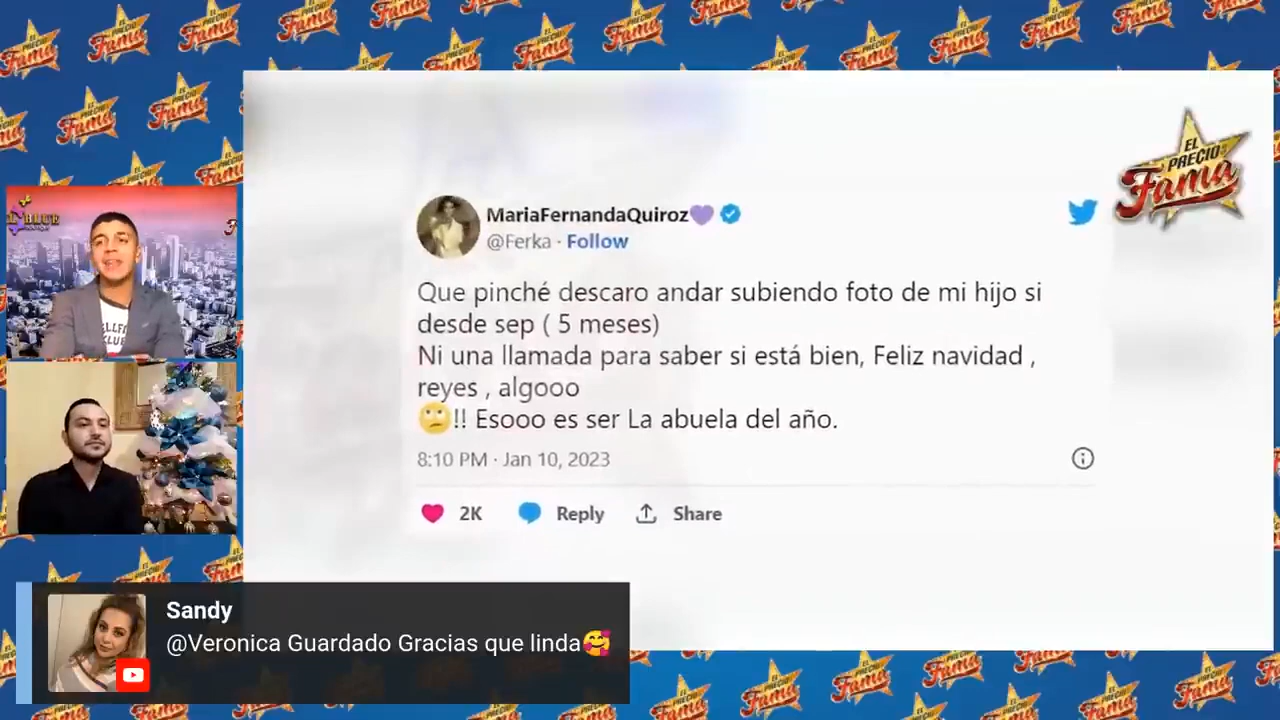 EL
PRECIO
DE LA
Fama
MariaFernandaQuiroz💜
@Ferka · Follow
Que pinché descaro andar subiendo foto de mi hijo si
desde sep ( 5 meses)
Ni una llamada para saber si está bien, Feliz navidad ,
reyes , algooo
🙄!! Esooo es ser La abuela del año.
8:10 PM · Jan 10, 2023
2K Reply Share
Sandy
@Veronica Guardado Gracias que linda🥰